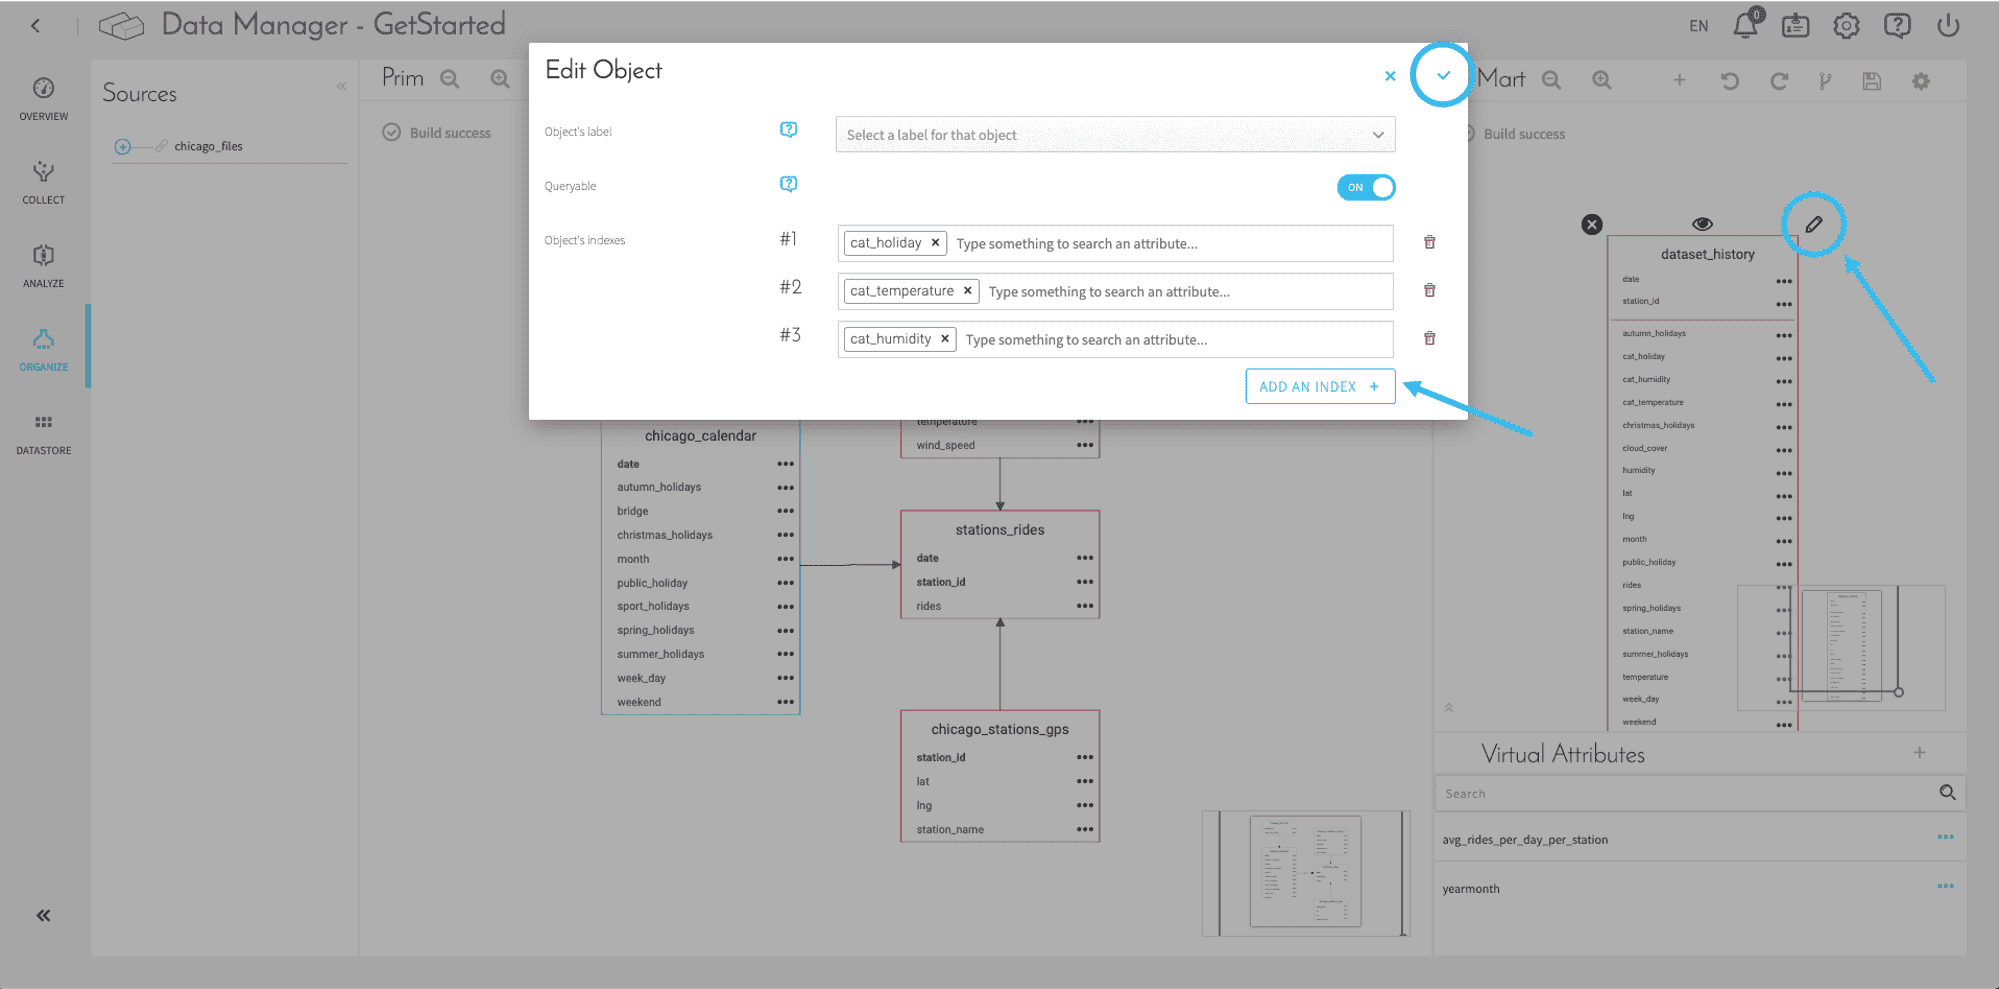 Data Manager - GetStarted
EN
0
OVERVIEW
COLLECT
ANALYZE
ORGANIZE
DATASTORE
Sources
chicago_files
Prim
Build success
Edit Object
Object's label
Select a label for that object
Queryable
ON
Object's indexes
#1
cat_holiday
Type something to search an attribute...
#2
cat_temperature
Type something to search an attribute...
#3
cat_humidity
Type something to search an attribute...
ADD AN INDEX +
chicago_calendar
date
autumn_holidays
bridge
christmas_holidays
month
public_holiday
sport_holidays
spring_holidays
summer_holidays
week_day
weekend
temperature
wind_speed
stations_rides
date
station_id
rides
chicago_stations_gps
station_id
lat
lng
station_name
Mart
Build success
dataset_history
date
station_id
autumn_holidays
cat_holiday
cat_humidity
cat_temperature
christmas_holidays
cloud_cover
humidity
lat
lng
month
public_holiday
rides
spring_holidays
station_name
summer_holidays
temperature
week_day
weekend
Virtual Attributes
Search
avg_rides_per_day_per_station
yearmonth